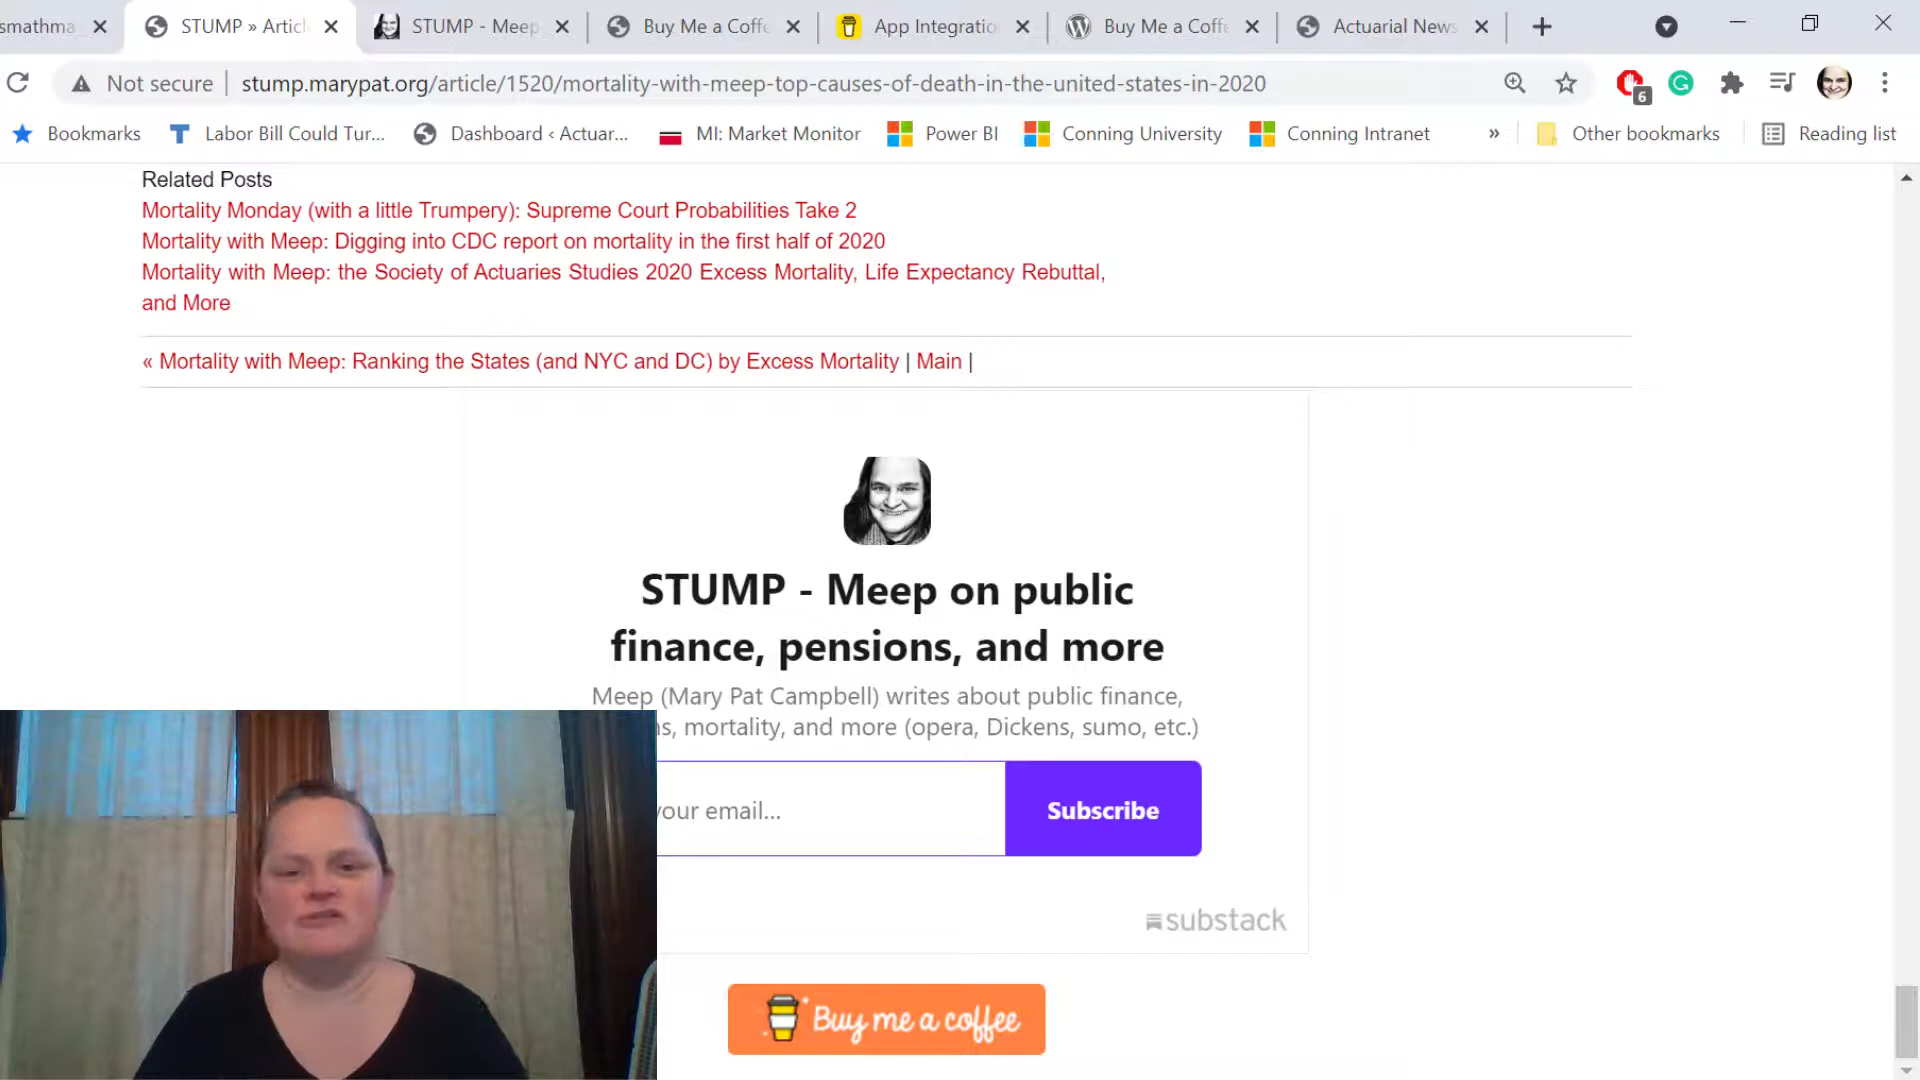 smathma
STUMP » Artic
STUMP - Meep
Buy Me a Coffe
App Integratio
Buy Me a Coffe
Actuarial News
Not secure
stump.marypat.org/article/1520/mortality-with-meep-top-causes-of-death-in-the-united-states-in-2020
6
Bookmarks
Labor Bill Could Tur...
Dashboard ‹ Actuar...
MI: Market Monitor
Power BI
Conning University
Conning Intranet
»
Other bookmarks
Reading list
Related Posts
Mortality Monday (with a little Trumpery): Supreme Court Probabilities Take 2
Mortality with Meep: Digging into CDC report on mortality in the first half of 2020
Mortality with Meep: the Society of Actuaries Studies 2020 Excess Mortality, Life Expectancy Rebuttal,
and More
« Mortality with Meep: Ranking the States (and NYC and DC) by Excess Mortality | Main |
STUMP - Meep on public
finance, pensions, and more
Meep (Mary Pat Campbell) writes about public finance,
s, mortality, and more (opera, Dickens, sumo, etc.)
your email...
Subscribe
substack
Buy me a coffee